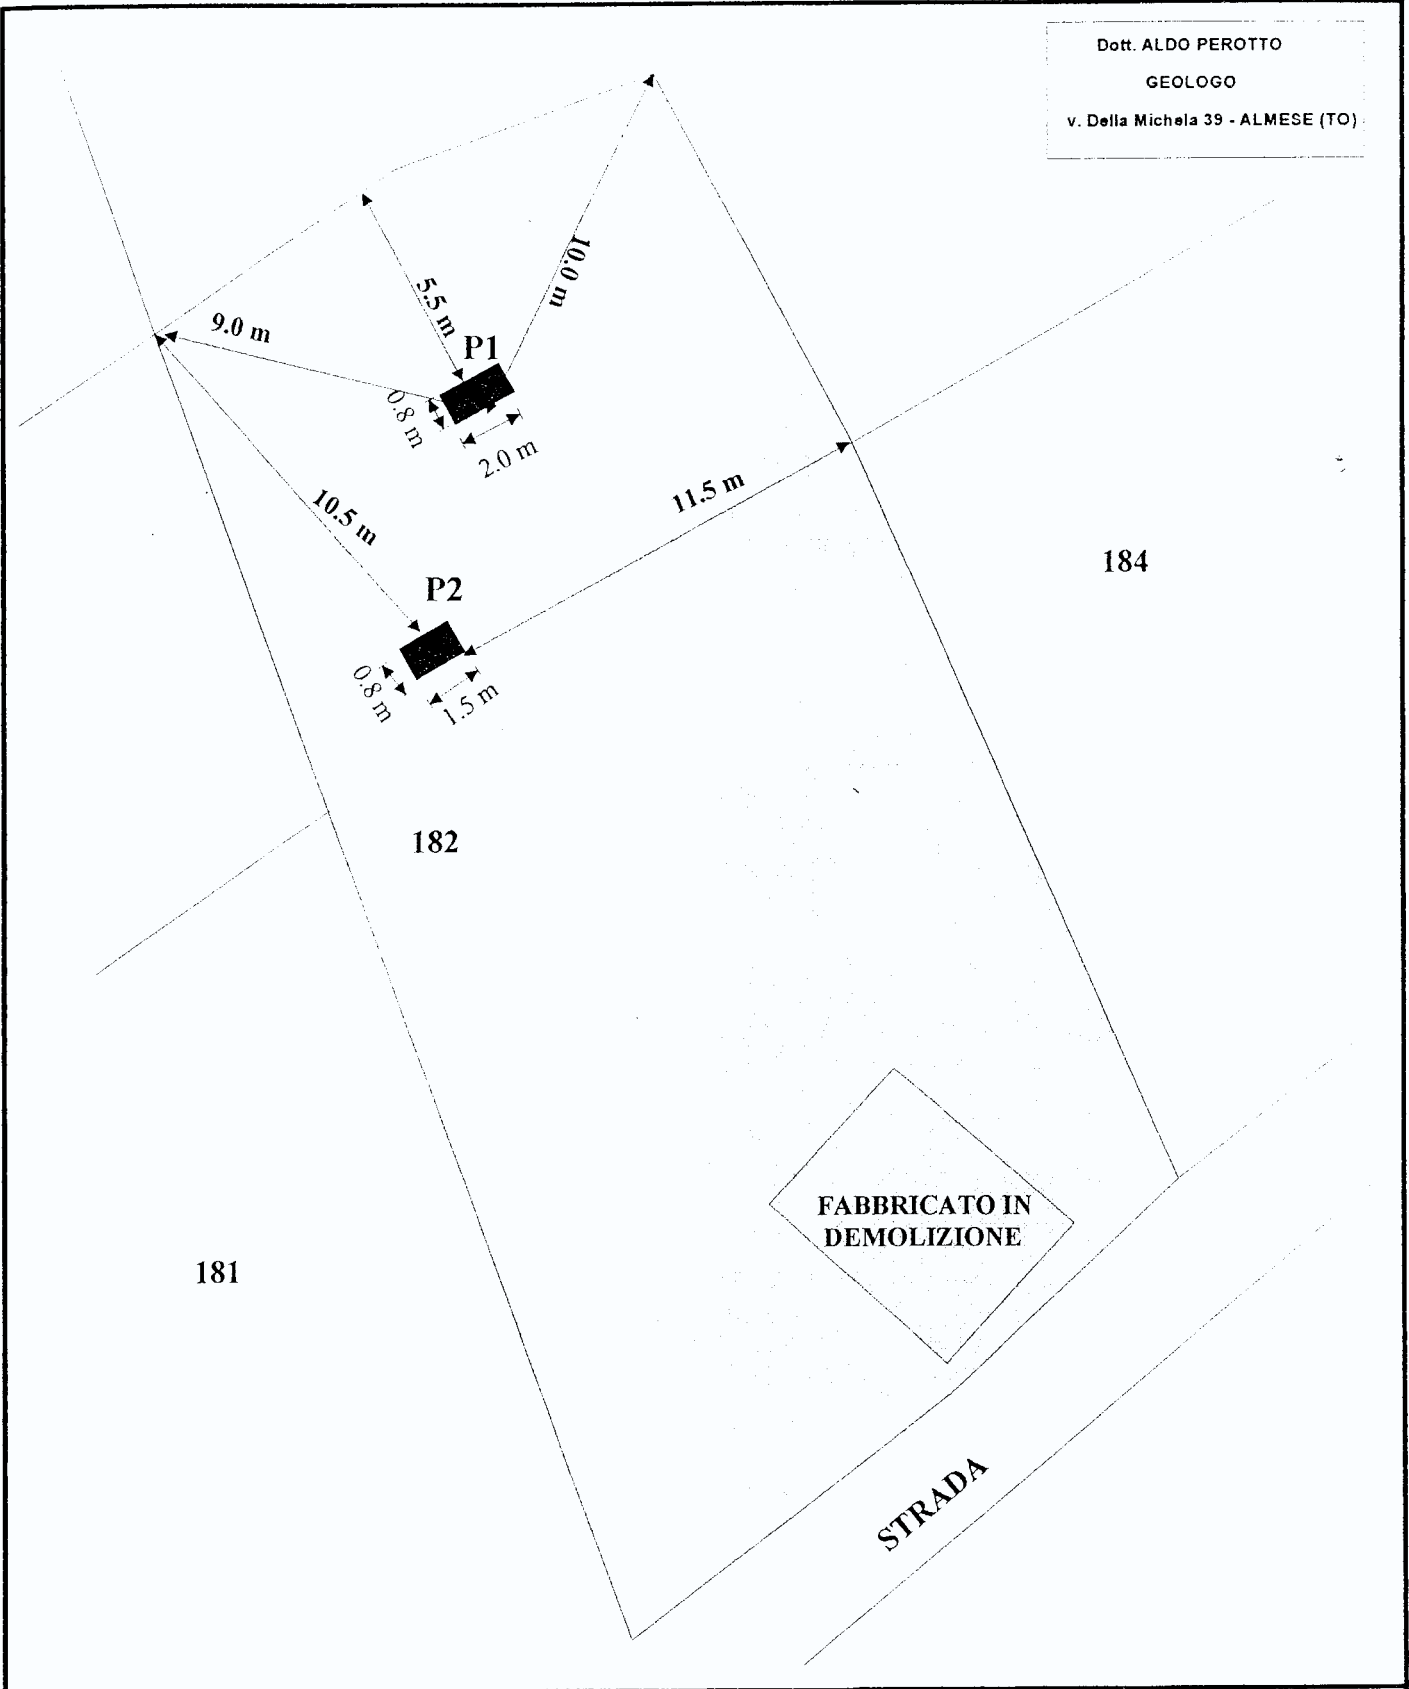 Dott. ALDO PEROTTO
GEOLOGO
v. Della Michela 39 - ALMESE (TO)
10.0 m
5.5 m
9.0 m
P1
0.8 m
2.0 m
11.5 m
10.5 m
184
P2
0.8 m
1.5 m
182
FABBRICATO IN
DEMOLIZIONE
181
STRADA